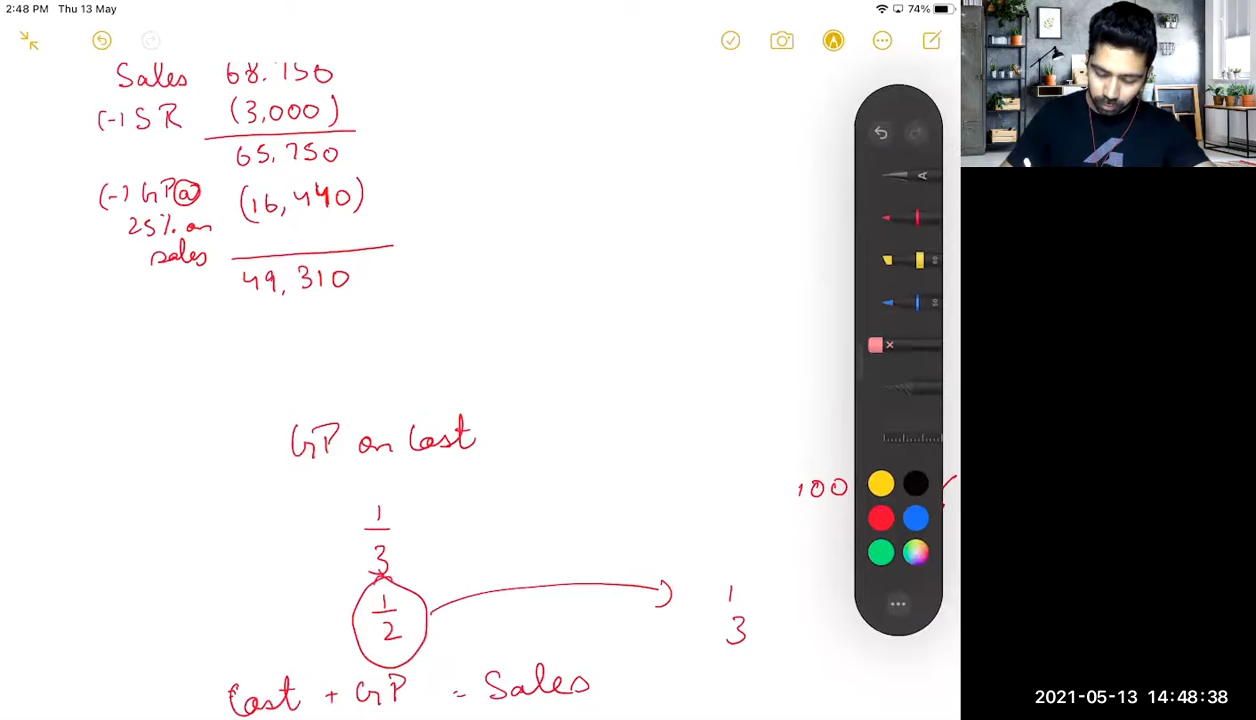 2:48 PM Thu 13 May
74%
Sales 68,750
(-) SR (3,000)
65,750
(-) GP@ (16,440)
25% on
sales
49,310
GP on Cost
100
1
3
1
2
1
3
Cost + GP = Sales
2021-05-13 14:48:38